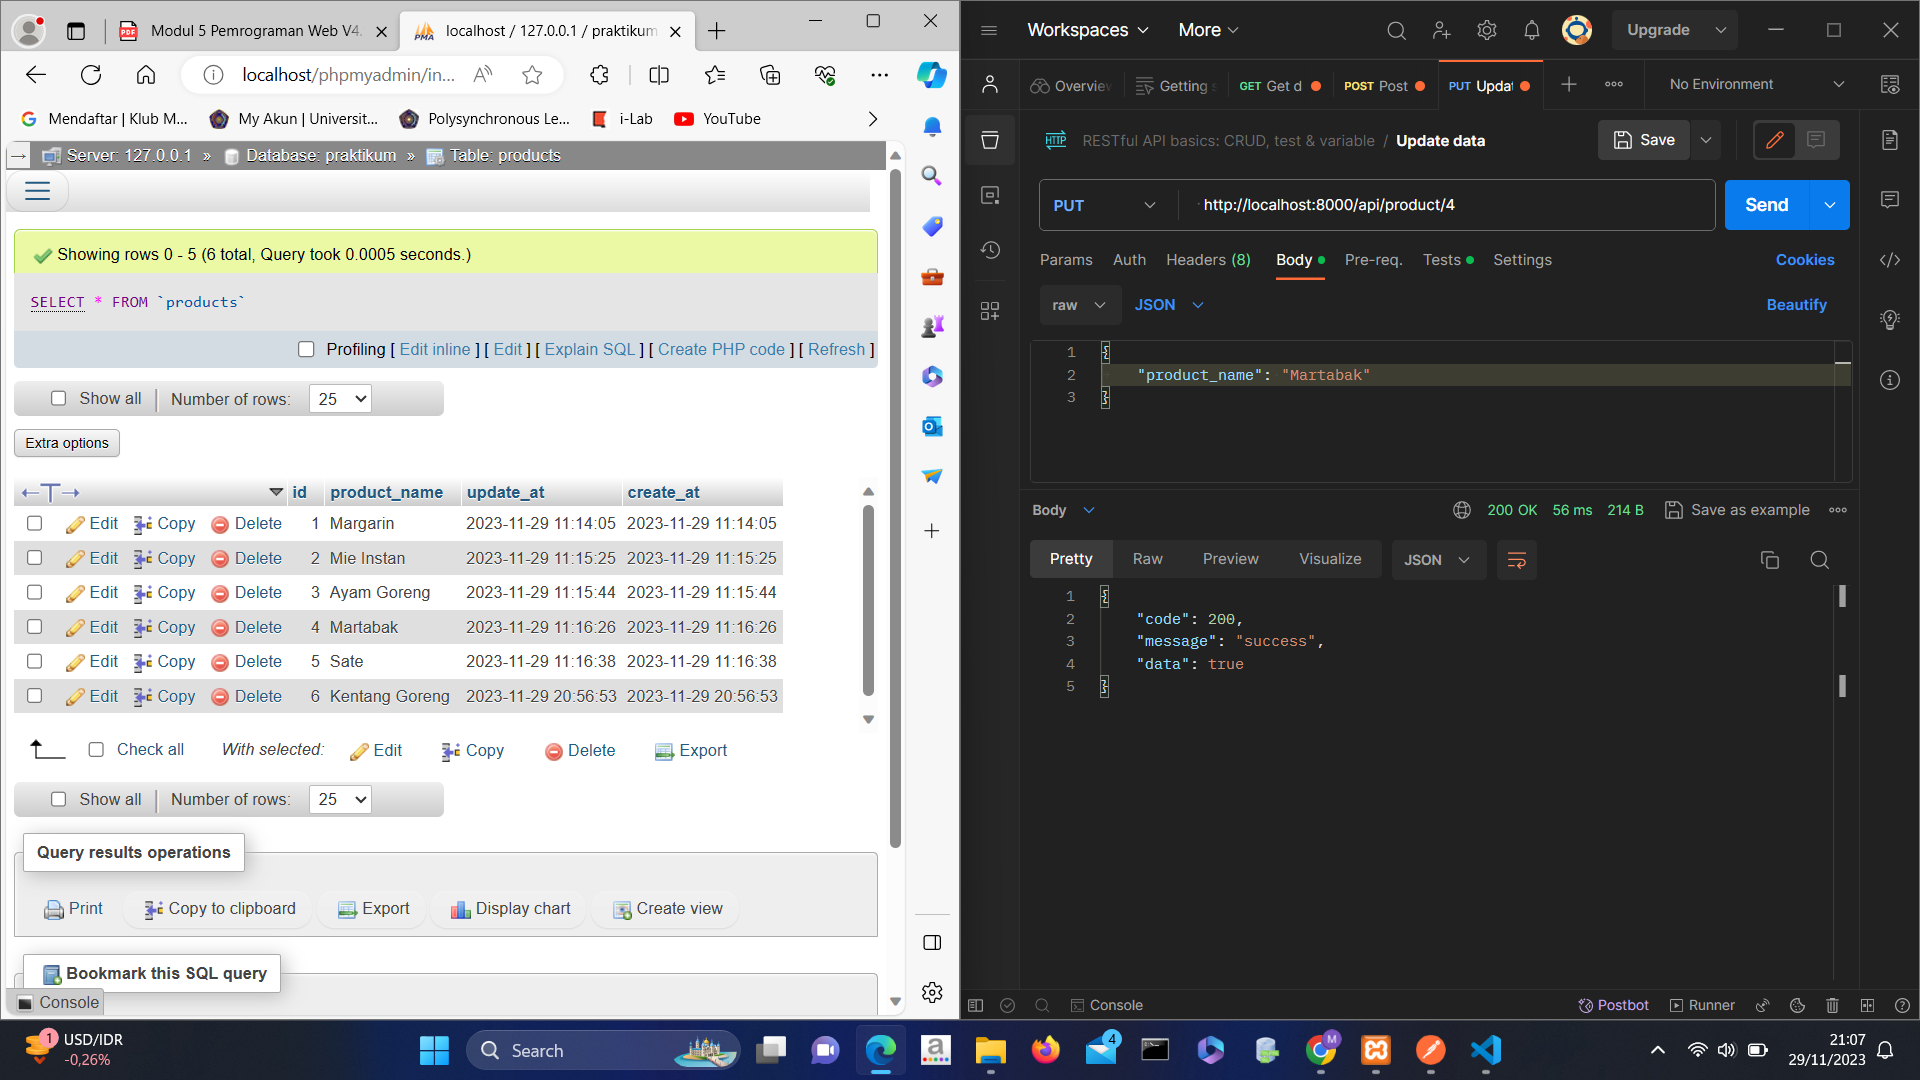 Modul 5 Pemrograman Web V4.
localhost / 127.0.0.1 / praktikum
localhost/phpmyadmin/in...
Mendaftar | Klub M...
My Akun | Universit...
Polysynchronous Le...
i-Lab
YouTube
Server: 127.0.0.1 » Database: praktikum » Table: products
Showing rows 0 - 5 (6 total, Query took 0.0005 seconds.)
SELECT * FROM `products`
Profiling [ Edit inline ] [ Edit ] [ Explain SQL ] [ Create PHP code ] [ Refresh ]
Show all
Number of rows: 25
Extra options
id product_name update_at create_at
Edit Copy Delete 1 Margarin 2023-11-29 11:14:05 2023-11-29 11:14:05
Edit Copy Delete 2 Mie Instan 2023-11-29 11:15:25 2023-11-29 11:15:25
Edit Copy Delete 3 Ayam Goreng 2023-11-29 11:15:44 2023-11-29 11:15:44
Edit Copy Delete 4 Martabak 2023-11-29 11:16:26 2023-11-29 11:16:26
Edit Copy Delete 5 Sate 2023-11-29 11:16:38 2023-11-29 11:16:38
Edit Copy Delete 6 Kentang Goreng 2023-11-29 20:56:53 2023-11-29 20:56:53
Check all With selected: Edit Copy Delete Export
Show all
Number of rows: 25
Query results operations
Print Copy to clipboard Export Display chart Create view
Bookmark this SQL query
Console
Workspaces More Upgrade
Overview Getting GET Get d POST Post PUT Updat No Environment
HTTP RESTful API basics: CRUD, test & variable / Update data Save
PUT http://localhost:8000/api/product/4 Send
Params Auth Headers (8) Body Pre-req. Tests Settings Cookies
raw JSON Beautify
1 {
2 "product_name": "Martabak"
3 }
Body 200 OK 56 ms 214 B Save as example
Pretty Raw Preview Visualize JSON
1 {
2 "code": 200,
3 "message": "success",
4 "data": true
5 }
Console Postbot Runner
1
USD/IDR
-0,26%
Search
4
M
21:07
29/11/2023